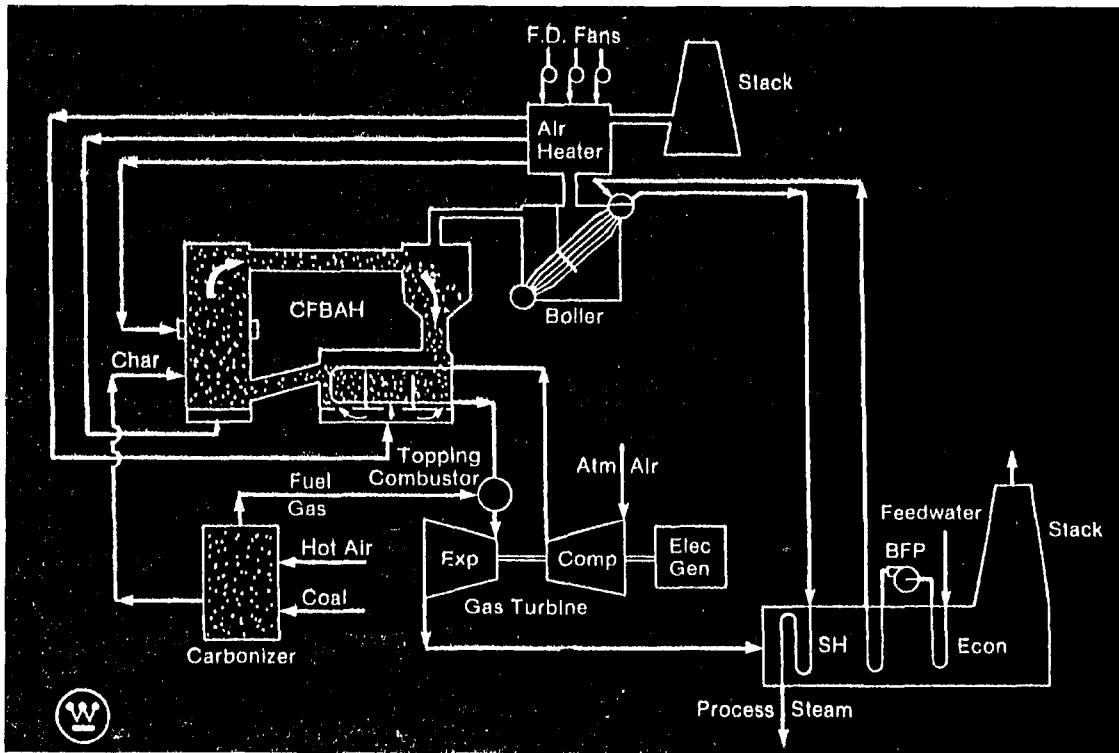 F.D. Fans
Stack
Air
Heater
Boiler
CFBAH
Char
Topping
Combustor
Fuel
Gas
Atm Air
Hot Air
Coal
Carbonizer
Exp
Comp
Elec
Gen
Gas Turbine
Feedwater
BFP
Stack
SH
Econ
Process Steam
W